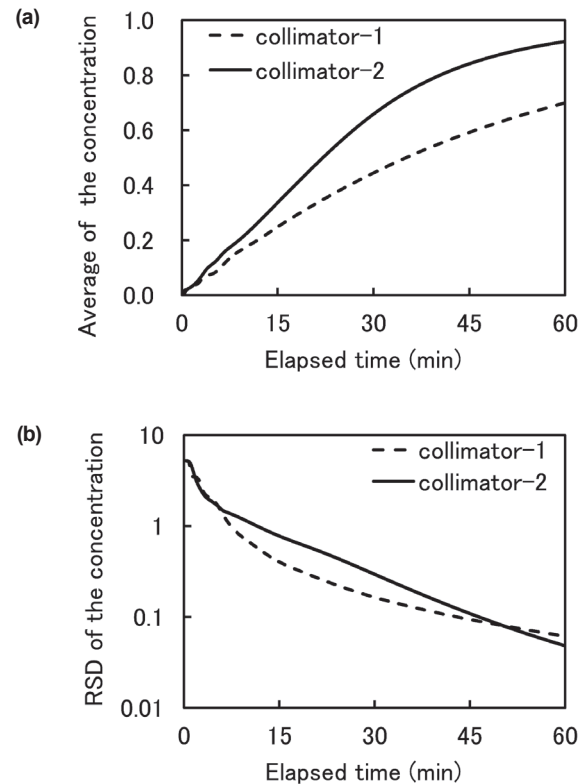 (a)
Average of the concentration
1.0
0.8
0.6
0.4
0.2
0.0
collimator-1
collimator-2
0 15 30 45 60
Elapsed time (min)
(b)
RSD of the concentration
10
1
0.1
0.01
collimator-1
collimator-2
0 15 30 45 60
Elapsed time (min)